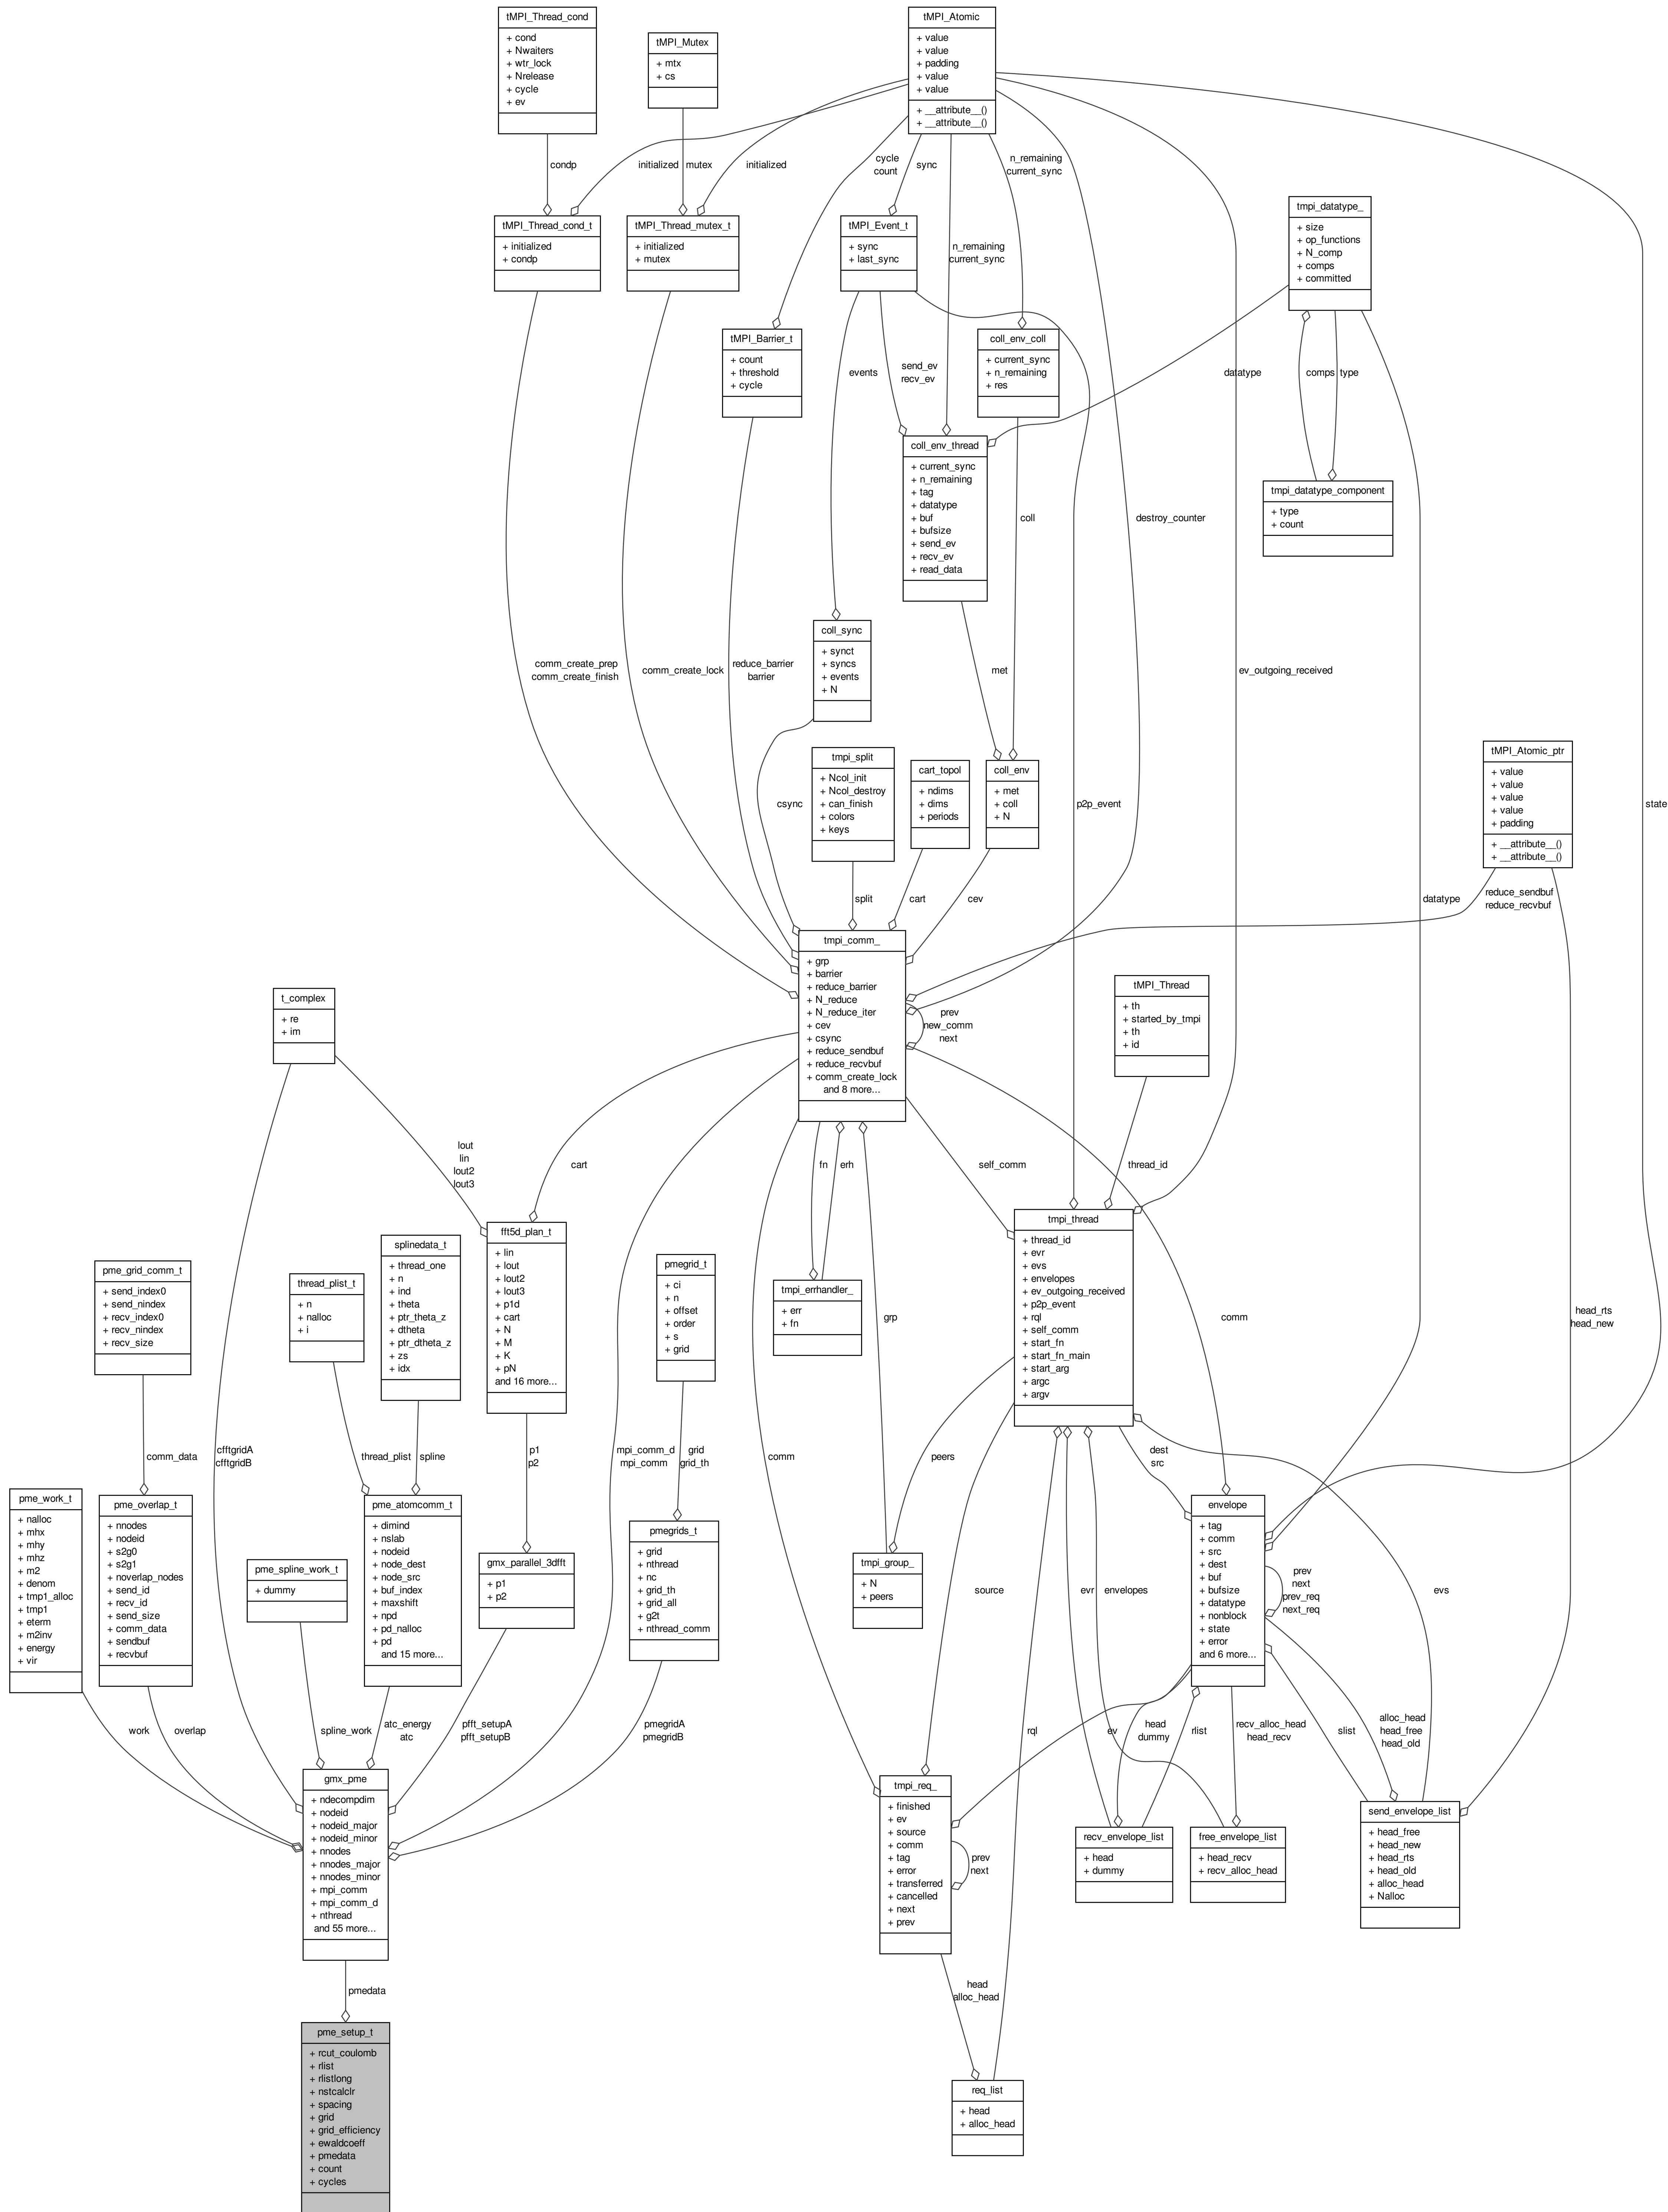 tMPI_Thread_cond
+ cond
+ Nwaiters
+ wtr_lock
+ Nrelease
+ cycle
+ ev
tMPI_Mutex
+ mtx
+ cs
tMPI_Atomic
+ value
+ value
+ padding
+ value
+ value
+ __attribute__()
+ __attribute__()
condp
initialized
mutex
initialized
cycle
count
sync
n_remaining
current_sync
tMPI_Thread_cond_t
+ initialized
+ condp
tMPI_Thread_mutex_t
+ initialized
+ mutex
tMPI_Event_t
+ sync
+ last_sync
n_remaining
current_sync
tmpi_datatype_
+ size
+ op_functions
+ N_comp
+ comps
+ committed
tMPI_Barrier_t
+ count
+ threshold
+ cycle
events
send_ev
recv_ev
coll_env_coll
+ current_sync
+ n_remaining
+ res
datatype
comps
type
coll_env_thread
+ current_sync
+ n_remaining
+ tag
+ datatype
+ buf
+ bufsize
+ send_ev
+ recv_ev
+ read_data
coll
destroy_counter
tmpi_datatype_component
+ type
+ count
comm_create_prep
comm_create_finish
comm_create_lock
reduce_barrier
barrier
coll_sync
+ synct
+ syncs
+ events
+ N
met
ev_outgoing_received
csync
tmpi_split
+ Ncol_init
+ Ncol_destroy
+ can_finish
+ colors
+ keys
cart_topol
+ ndims
+ dims
+ periods
coll_env
+ met
+ coll
+ N
p2p_event
tMPI_Atomic_ptr
+ value
+ value
+ value
+ value
+ padding
+ __attribute__()
+ __attribute__()
state
split
cart
cev
datatype
reduce_sendbuf
reduce_recvbuf
tmpi_comm_
+ grp
+ barrier
+ reduce_barrier
+ N_reduce
+ N_reduce_iter
+ cev
+ csync
+ reduce_sendbuf
+ reduce_recvbuf
+ comm_create_lock
and 8 more...
prev
new_comm
next
tMPI_Thread
+ th
+ started_by_tmpi
+ th
+ id
t_complex
+ re
+ im
lout
lin
lout2
lout3
cart
fn
erh
self_comm
thread_id
pme_grid_comm_t
+ send_index0
+ send_nindex
+ recv_index0
+ recv_nindex
+ recv_size
thread_plist_t
+ n
+ nalloc
+ i
splinedata_t
+ thread_one
+ n
+ ind
+ theta
+ ptr_theta_z
+ dtheta
+ ptr_dtheta_z
+ zs
+ idx
fft5d_plan_t
+ lin
+ lout
+ lout2
+ lout3
+ p1d
+ cart
+ N
+ M
+ K
+ pN
and 16 more...
pmegrid_t
+ ci
+ n
+ offset
+ order
+ s
+ grid
tmpi_errhandler_
+ err
+ fn
grp
tmpi_thread
+ thread_id
+ evr
+ evs
+ envelopes
+ ev_outgoing_received
+ p2p_event
+ rql
+ self_comm
+ start_fn
+ start_fn_main
+ start_arg
+ argc
+ argv
comm
head_rts
head_new
comm_data
cfftgridA
cfftgridB
thread_plist
spline
p1
p2
mpi_comm_d
mpi_comm
grid
grid_th
comm
peers
dest
src
pme_work_t
+ nalloc
+ mhx
+ mhy
+ mhz
+ m2
+ denom
+ tmp1_alloc
+ tmp1
+ eterm
+ m2inv
+ energy
+ vir
pme_overlap_t
+ nnodes
+ nodeid
+ s2g0
+ s2g1
+ noverlap_nodes
+ send_id
+ recv_id
+ send_size
+ comm_data
+ sendbuf
+ recvbuf
pme_spline_work_t
+ dummy
pme_atomcomm_t
+ dimind
+ nslab
+ nodeid
+ node_dest
+ node_src
+ buf_index
+ maxshift
+ npd
+ pd_nalloc
+ pd
and 15 more...
gmx_parallel_3dfft
+ p1
+ p2
pmegrids_t
+ grid
+ nthread
+ nc
+ grid_th
+ grid_all
+ g2t
+ nthread_comm
tmpi_group_
+ N
+ peers
source
evr
envelopes
envelope
+ tag
+ comm
+ src
+ dest
+ buf
+ bufsize
+ datatype
+ nonblock
+ state
+ error
and 6 more...
prev
next
prev_req
next_req
evs
work
overlap
spline_work
atc_energy
atc
pfft_setupA
pfft_setupB
pmegridA
pmegridB
rql
ev
head
dummy
rlist
recv_alloc_head
head_recv
slist
alloc_head
head_free
head_old
gmx_pme
+ ndecompdim
+ nodeid
+ nodeid_major
+ nodeid_minor
+ nnodes
+ nnodes_major
+ nnodes_minor
+ mpi_comm
+ mpi_comm_d
+ nthread
and 55 more...
tmpi_req_
+ finished
+ ev
+ source
+ comm
+ tag
+ error
+ transferred
+ cancelled
+ next
+ prev
prev
next
recv_envelope_list
+ head
+ dummy
free_envelope_list
+ head_recv
+ recv_alloc_head
send_envelope_list
+ head_free
+ head_new
+ head_rts
+ head_old
+ alloc_head
+ Nalloc
pmedata
head
alloc_head
pme_setup_t
+ rcut_coulomb
+ rlist
+ rlistlong
+ nstcalclr
+ spacing
+ grid
+ grid_efficiency
+ ewaldcoeff
+ pmedata
+ count
+ cycles
req_list
+ head
+ alloc_head